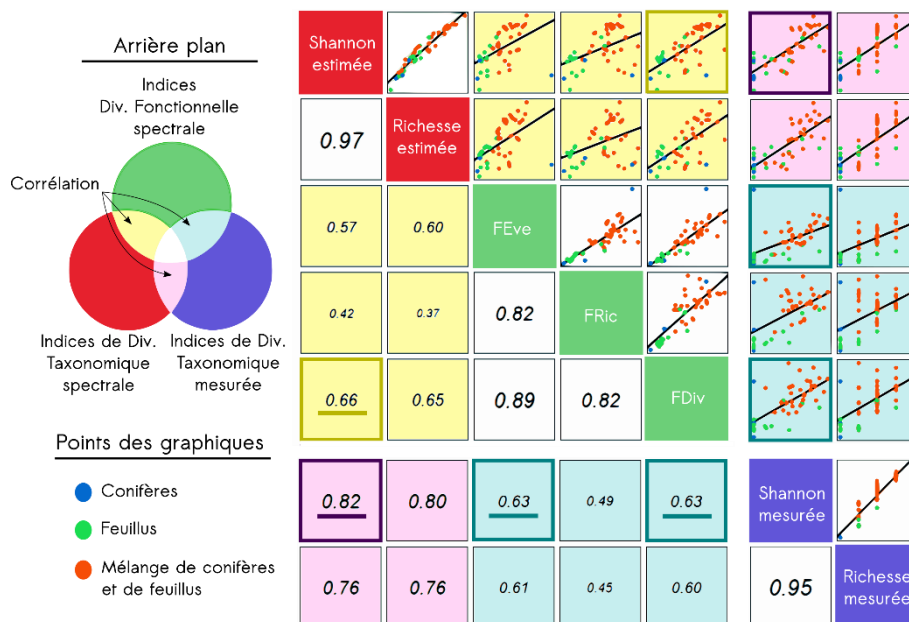 Arrière plan
Indices
Div. Fonctionnelle
spectrale
Corrélation
Indices de Div.
Taxonomique
spectrale
Indices de Div.
Taxonomique
mesurée
Points des graphiques
Conifères
Feuillus
Mélange de conifères
et de feuillus
Shannon
estimée
0.97
Richesse
estimée
0.57
0.60
FEve
0.42
0.37
0.82
FRic
0.66
0.65
0.89
0.82
FDiv
0.82
0.80
0.63
0.49
0.63
Shannon
mesurée
0.76
0.76
0.61
0.45
0.60
0.95
Richesse
mesurée